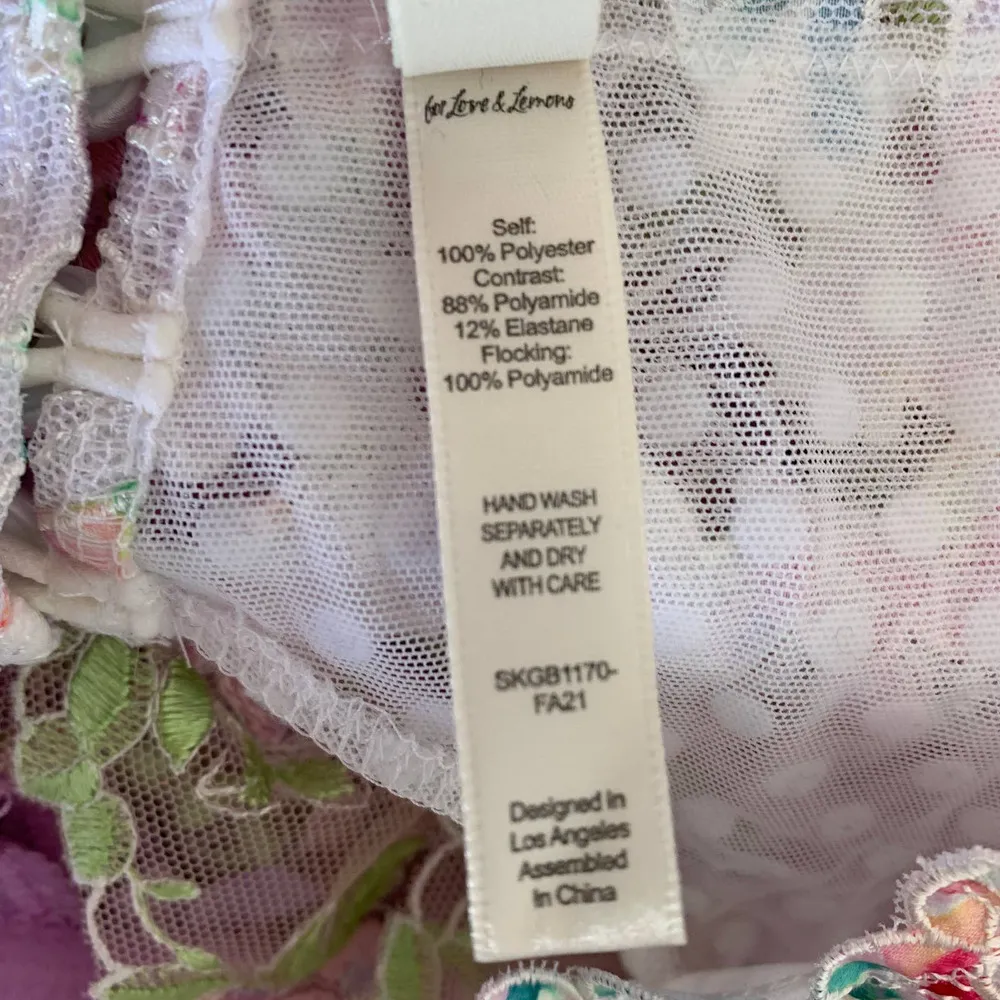 for Love & Lemons
Self:
100% Polyester
Contrast:
88% Polyamide
12% Elastane
Flocking:
100% Polyamide
HAND WASH
SEPARATELY
AND DRY
WITH CARE
SKGB1170-
FA21
Designed in
Los Angeles
Assembled
in China